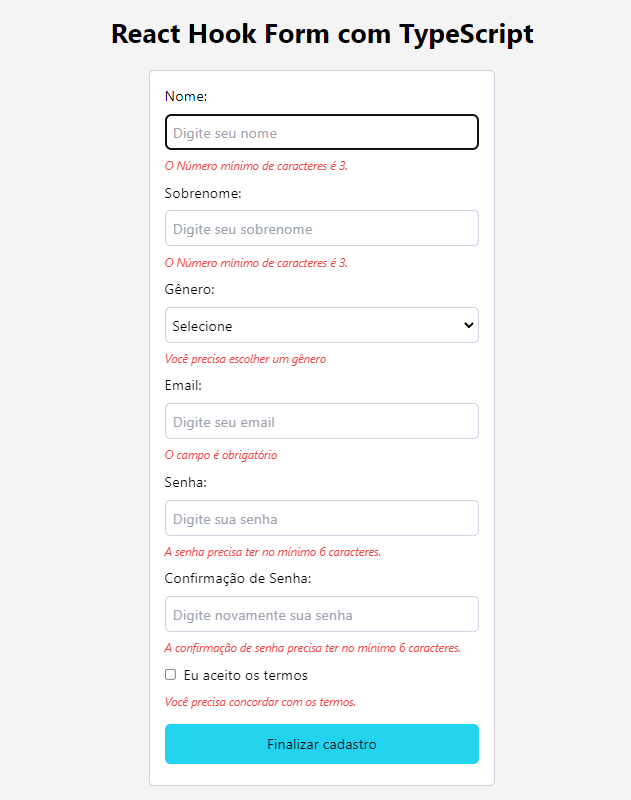 React Hook Form com TypeScript
Nome:
Digite seu nome
O Número mínimo de caracteres é 3.
Sobrenome:
Digite seu sobrenome
O Número mínimo de caracteres é 3.
Gênero:
Selecione
Você precisa escolher um gênero
Email:
Digite seu email
O campo é obrigatório
Senha:
Digite sua senha
A senha precisa ter no mínimo 6 caracteres.
Confirmação de Senha:
Digite novamente sua senha
A confirmação de senha precisa ter no mínimo 6 caracteres.
Eu aceito os termos
Você precisa concordar com os termos.
Finalizar cadastro